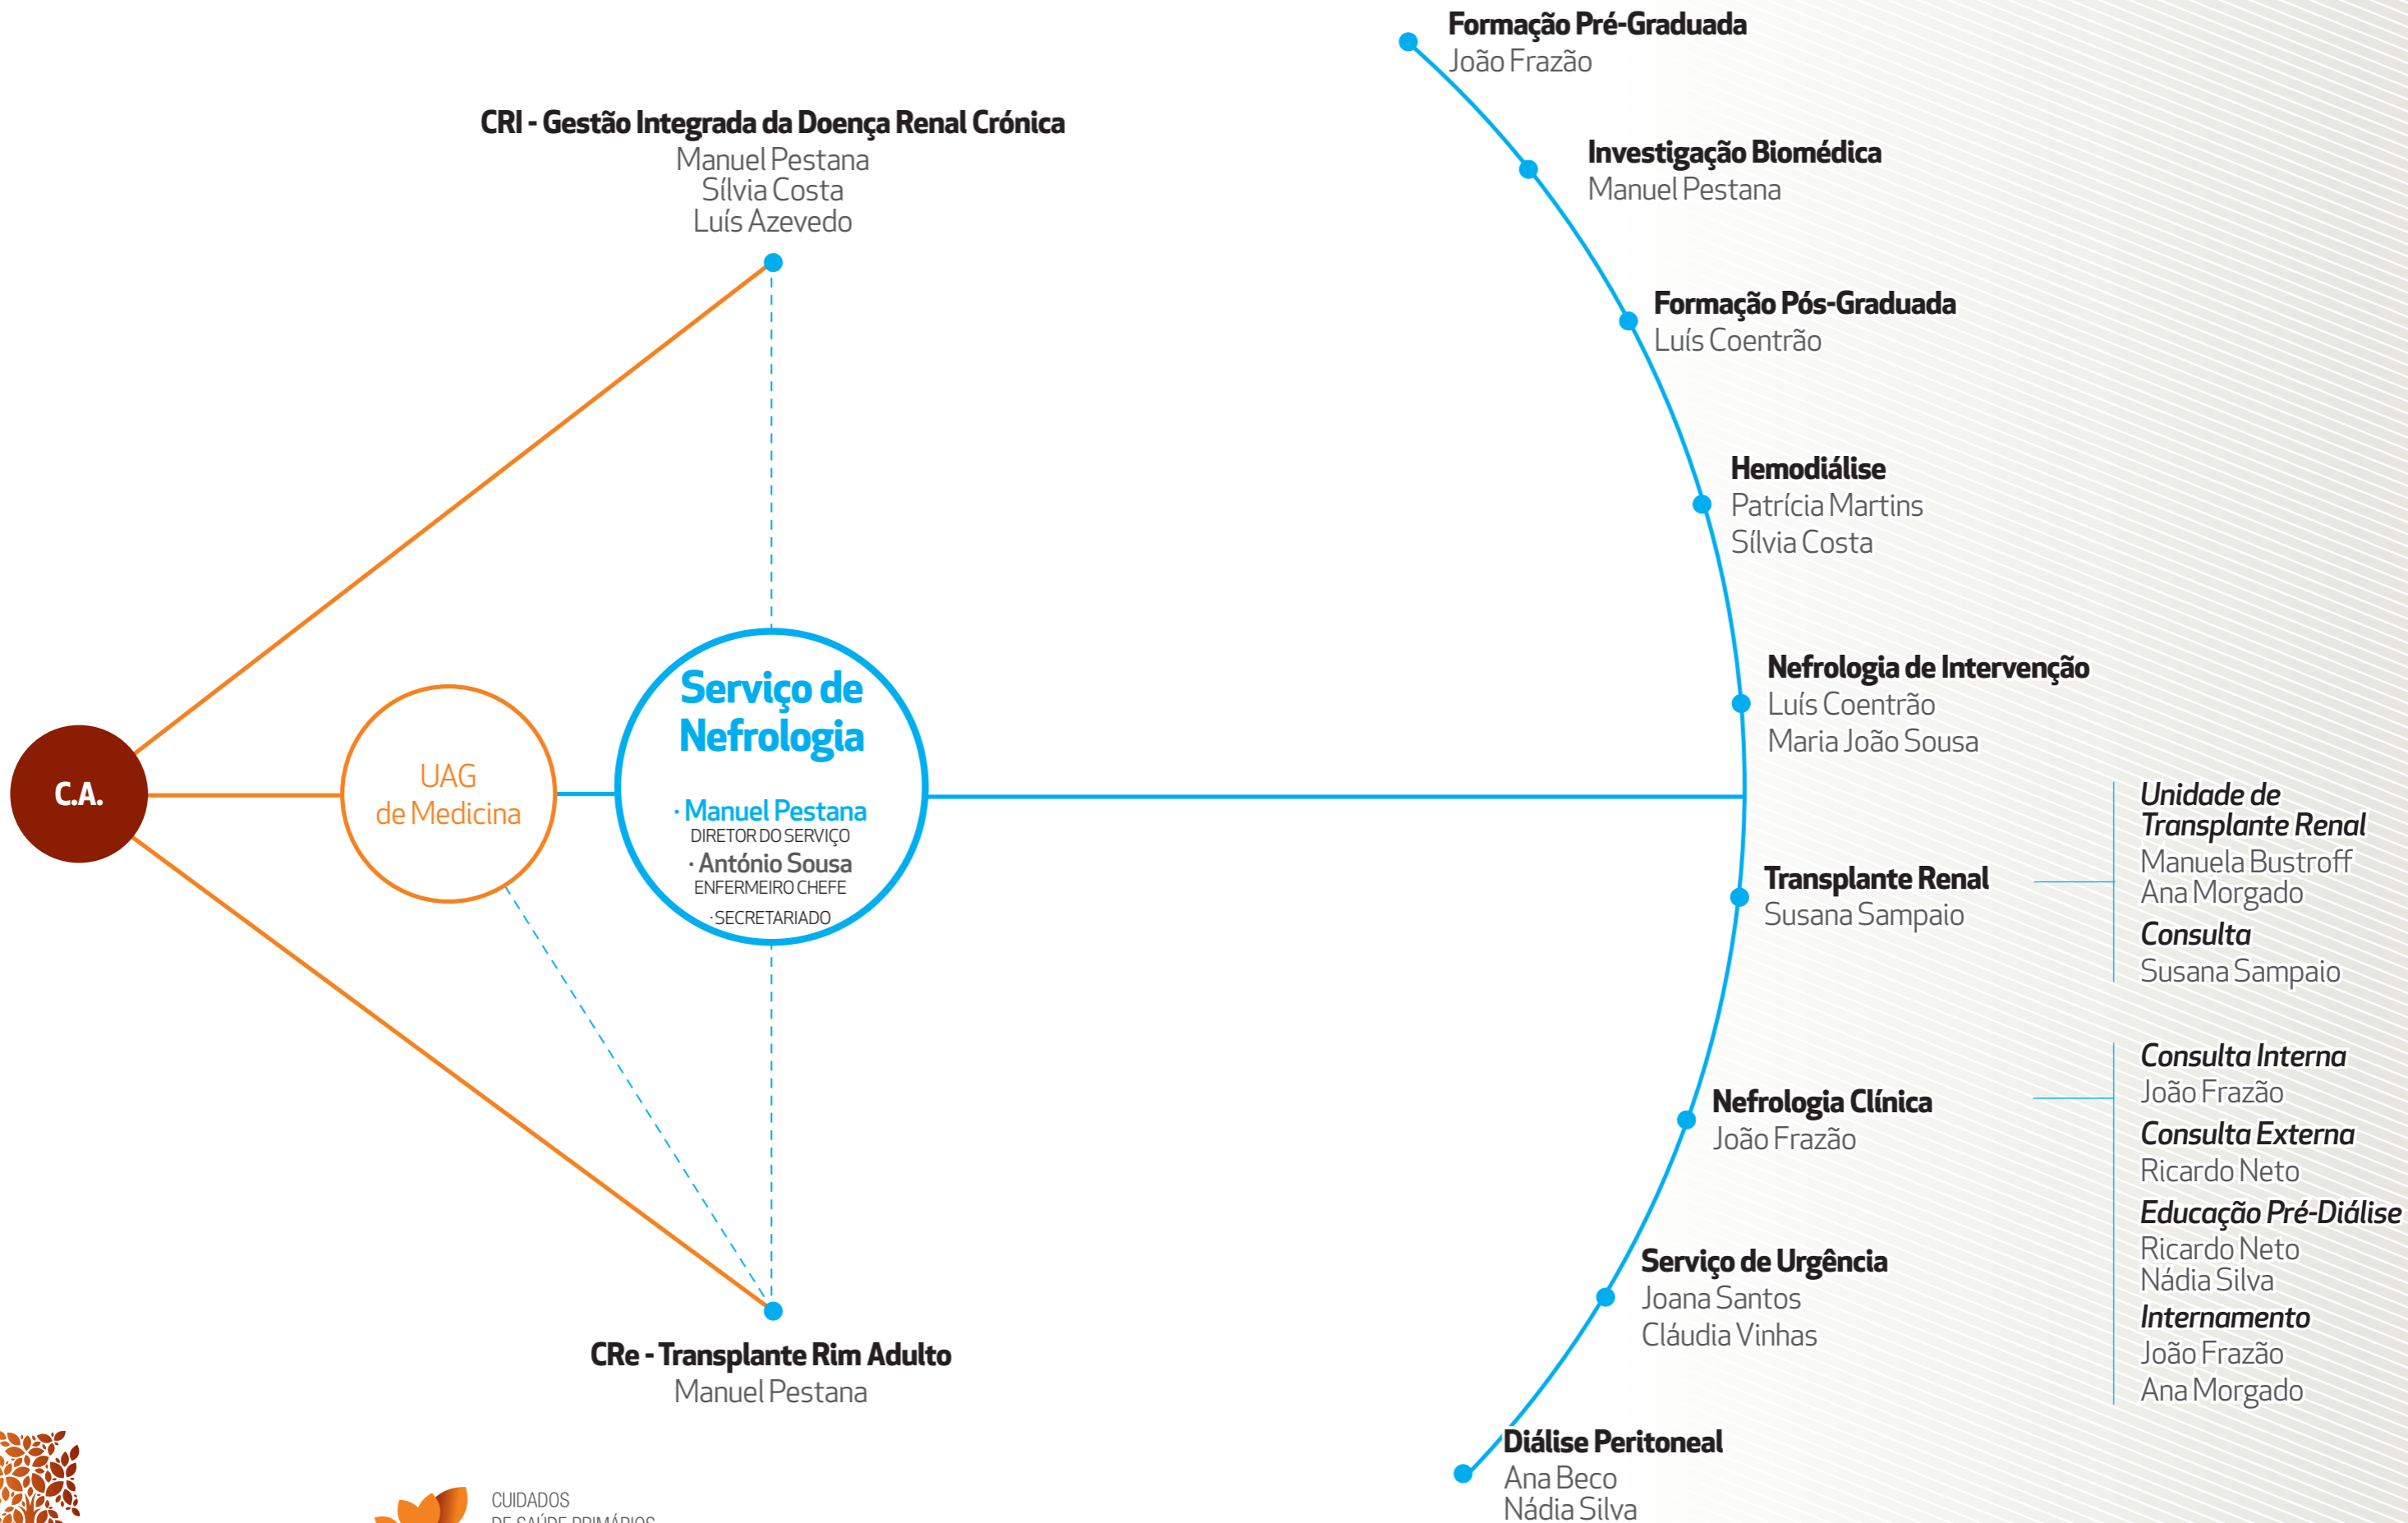 Formação Pré-Graduada
João Frazão
CRI - Gestão Integrada da Doença Renal Crónica
Manuel Pestana
Sílvia Costa
Luís Azevedo
Investigação Biomédica
Manuel Pestana
Formação Pós-Graduada
Luís Coentrão
Hemodiálise
Patrícia Martins
Sílvia Costa
C.A.
UAG
de Medicina
Serviço de
Nefrologia
· Manuel Pestana
DIRETOR DO SERVIÇO
· António Sousa
ENFERMEIRO CHEFE
· SECRETARIADO
Nefrologia de Intervenção
Luís Coentrão
Maria João Sousa
Transplante Renal
Susana Sampaio
Unidade de
Transplante Renal
Manuela Bustroff
Ana Morgado
Consulta
Susana Sampaio
Nefrologia Clínica
João Frazão
Consulta Interna
João Frazão
Consulta Externa
Ricardo Neto
Educação Pré-Diálise
Ricardo Neto
Nádia Silva
Internamento
João Frazão
Ana Morgado
Serviço de Urgência
Joana Santos
Cláudia Vinhas
CRe - Transplante Rim Adulto
Manuel Pestana
Diálise Peritoneal
Ana Beco
Nádia Silva
CUIDADOS
DE SAÚDE PRIMÁRIOS